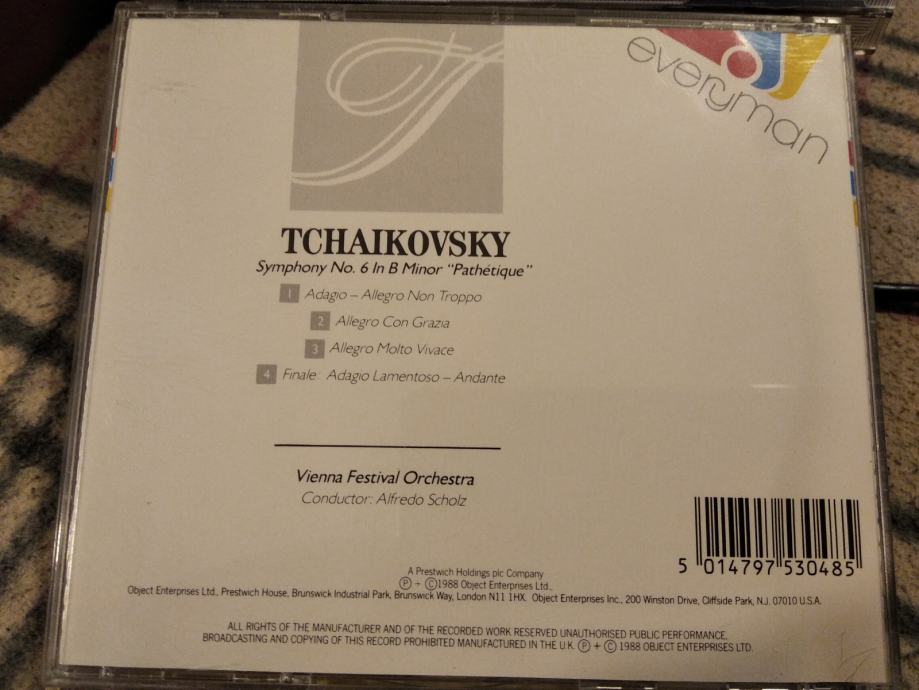 everyman
TCHAIKOVSKY
Symphony No. 6 In B Minor “Pathétique”
1 Adagio – Allegro Non Troppo
2 Allegro Con Grazia
3 Allegro Molto Vivace
4 Finale: Adagio Lamentoso – Andante
Vienna Festival Orchestra
Conductor: Alfredo Scholz
5 014797 530485
A Prestwich Holdings plc Company
Ⓟ + Ⓒ1988 Object Enterprises Ltd.,
Object Enterprises Ltd., Prestwich House, Brunswick Industrial Park, Brunswick Way, London N11 1HX. Object Enterprises Inc., 200 Winston Drive, Cliffside Park, N.J. 07010 U.S.A.
ALL RIGHTS OF THE MANUFACTURER AND OF THE RECORDED WORK RESERVED UNAUTHORISED PUBLIC PERFORMANCE,
BROADCASTING AND COPYING OF THIS RECORD PROHIBITED MANUFACTURED IN THE U.K. Ⓟ + Ⓒ 1988 OBJECT ENTERPRISES LTD.